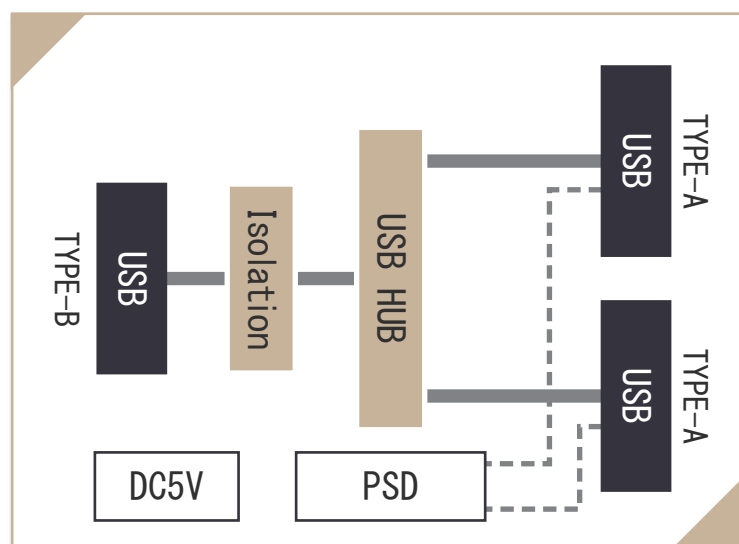 TYPE-B
USB
Isolation
USB HUB
USB
TYPE-A
USB
TYPE-A
DC5V
PSD